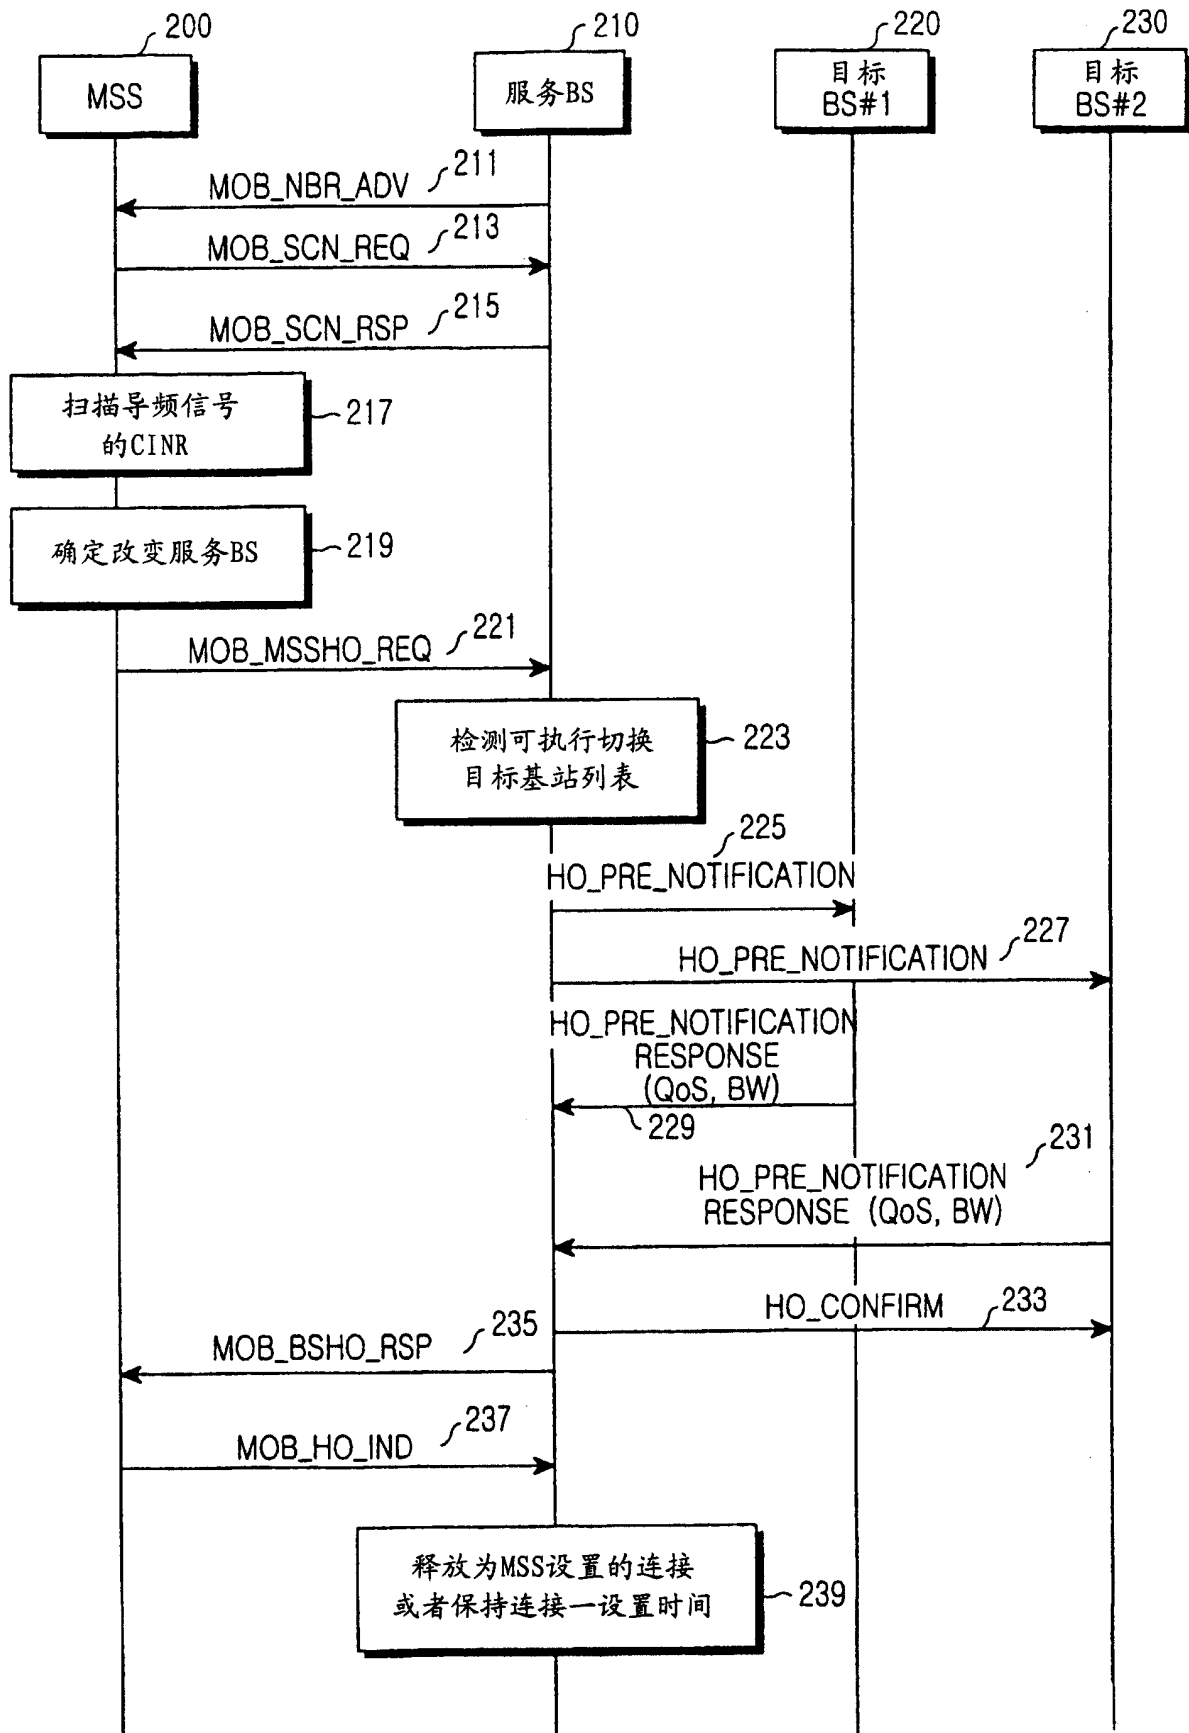 200
210
220
230
MSS
服务BS
目标
BS#1
目标
BS#2
211
MOB_NBR_ADV
213
MOB_SCN_REQ
215
MOB_SCN_RSP
扫描导频信号
的CINR
217
确定改变服务BS
219
221
MOB_MSSHO_REQ
检测可执行切换
目标基站列表
223
225
HO_PRE_NOTIFICATION
227
HO_PRE_NOTIFICATION
HO_PRE_NOTIFICATION
RESPONSE
(QoS, BW)
229
231
HO_PRE_NOTIFICATION
RESPONSE (QoS, BW)
HO_CONFIRM
233
235
MOB_BSHO_RSP
237
MOB_HO_IND
释放为MSS设置的连接
或者保持连接一设置时间
239